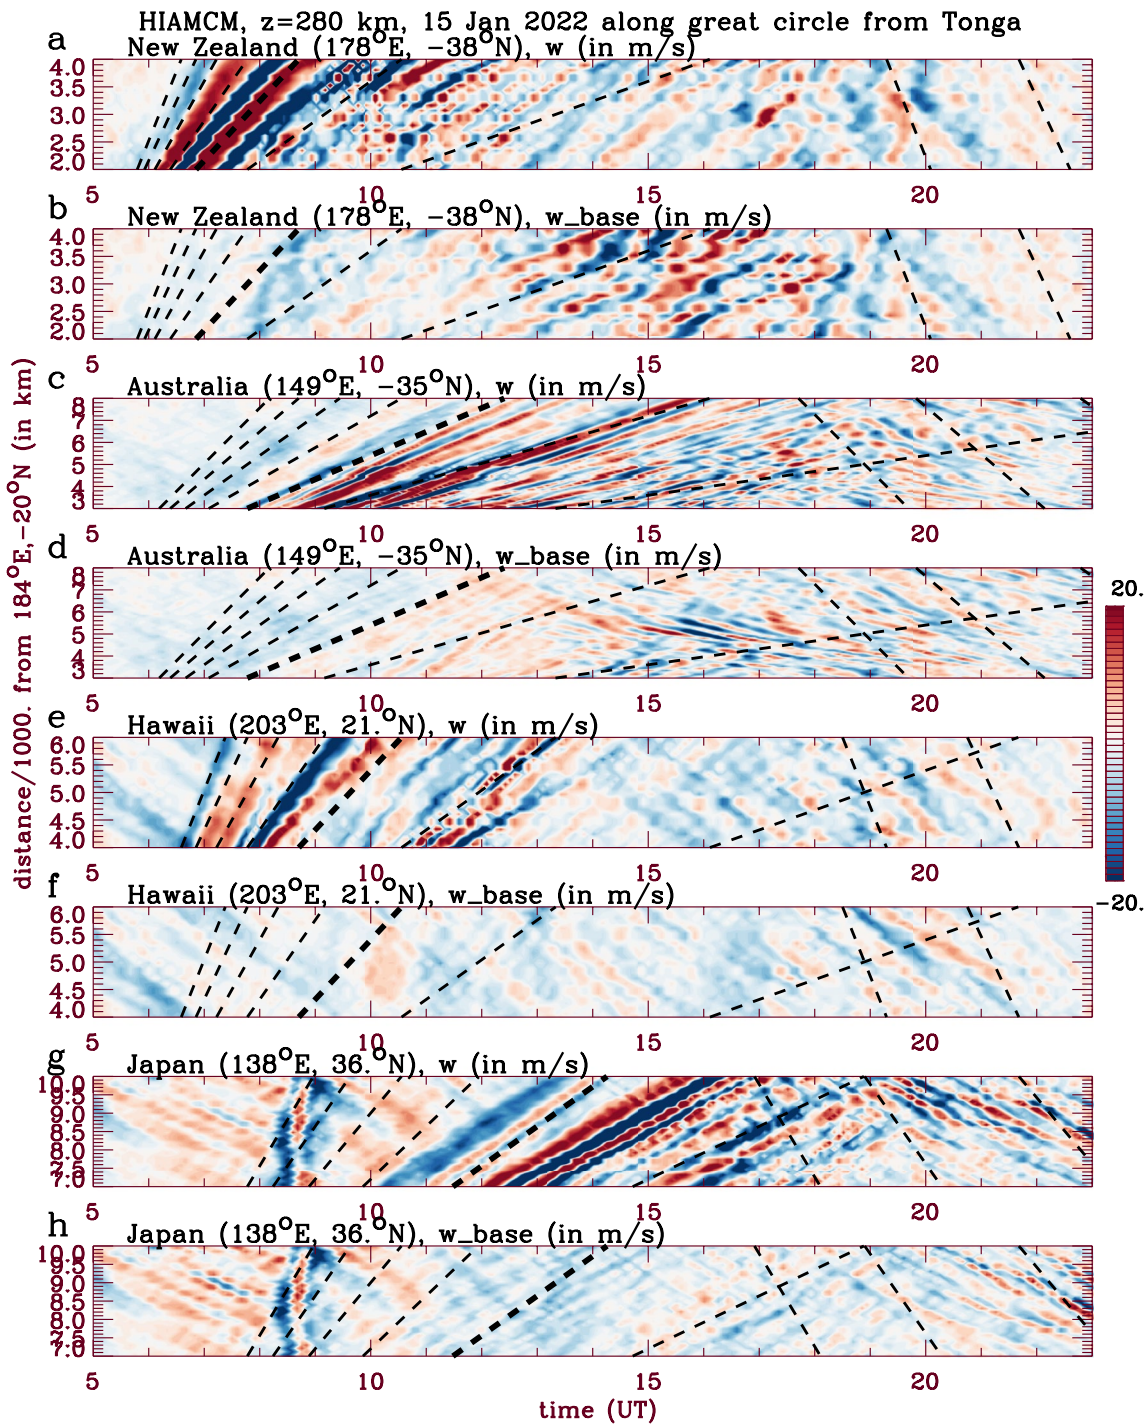 HIAMCM, z=280 km, 15 Jan 2022 along great circle from Tonga
a
New Zealand (178°E, −38°N), w (in m/s)
4.0
3.5
3.0
2.5
2.0
5 10 15 20
b
New Zealand (178°E, −38°N), w_base (in m/s)
4.0
3.5
3.0
2.5
2.0
5 10 15 20
c
Australia (149°E, −35°N), w (in m/s)
8
7
6
5
4
3
5 10 15 20
d
Australia (149°E, −35°N), w_base (in m/s)
8
7
6
5
4
3
5 10 15 20
e
Hawaii (203°E, 21.°N), w (in m/s)
6.0
5.5
5.0
4.5
4.0
5 10 15 20
f
Hawaii (203°E, 21.°N), w_base (in m/s)
6.0
5.5
5.0
4.5
4.0
5 10 15 20
g
Japan (138°E, 36.°N), w (in m/s)
10.0
9.5
9.0
8.5
8.0
7.5
7.0
5 10 15 20
h
Japan (138°E, 36.°N), w_base (in m/s)
10.0
9.5
9.0
8.5
8.0
7.5
7.0
5 10 15 20
time (UT)
distance/1000. from 184°E,−20°N (in km)
20.
−20.